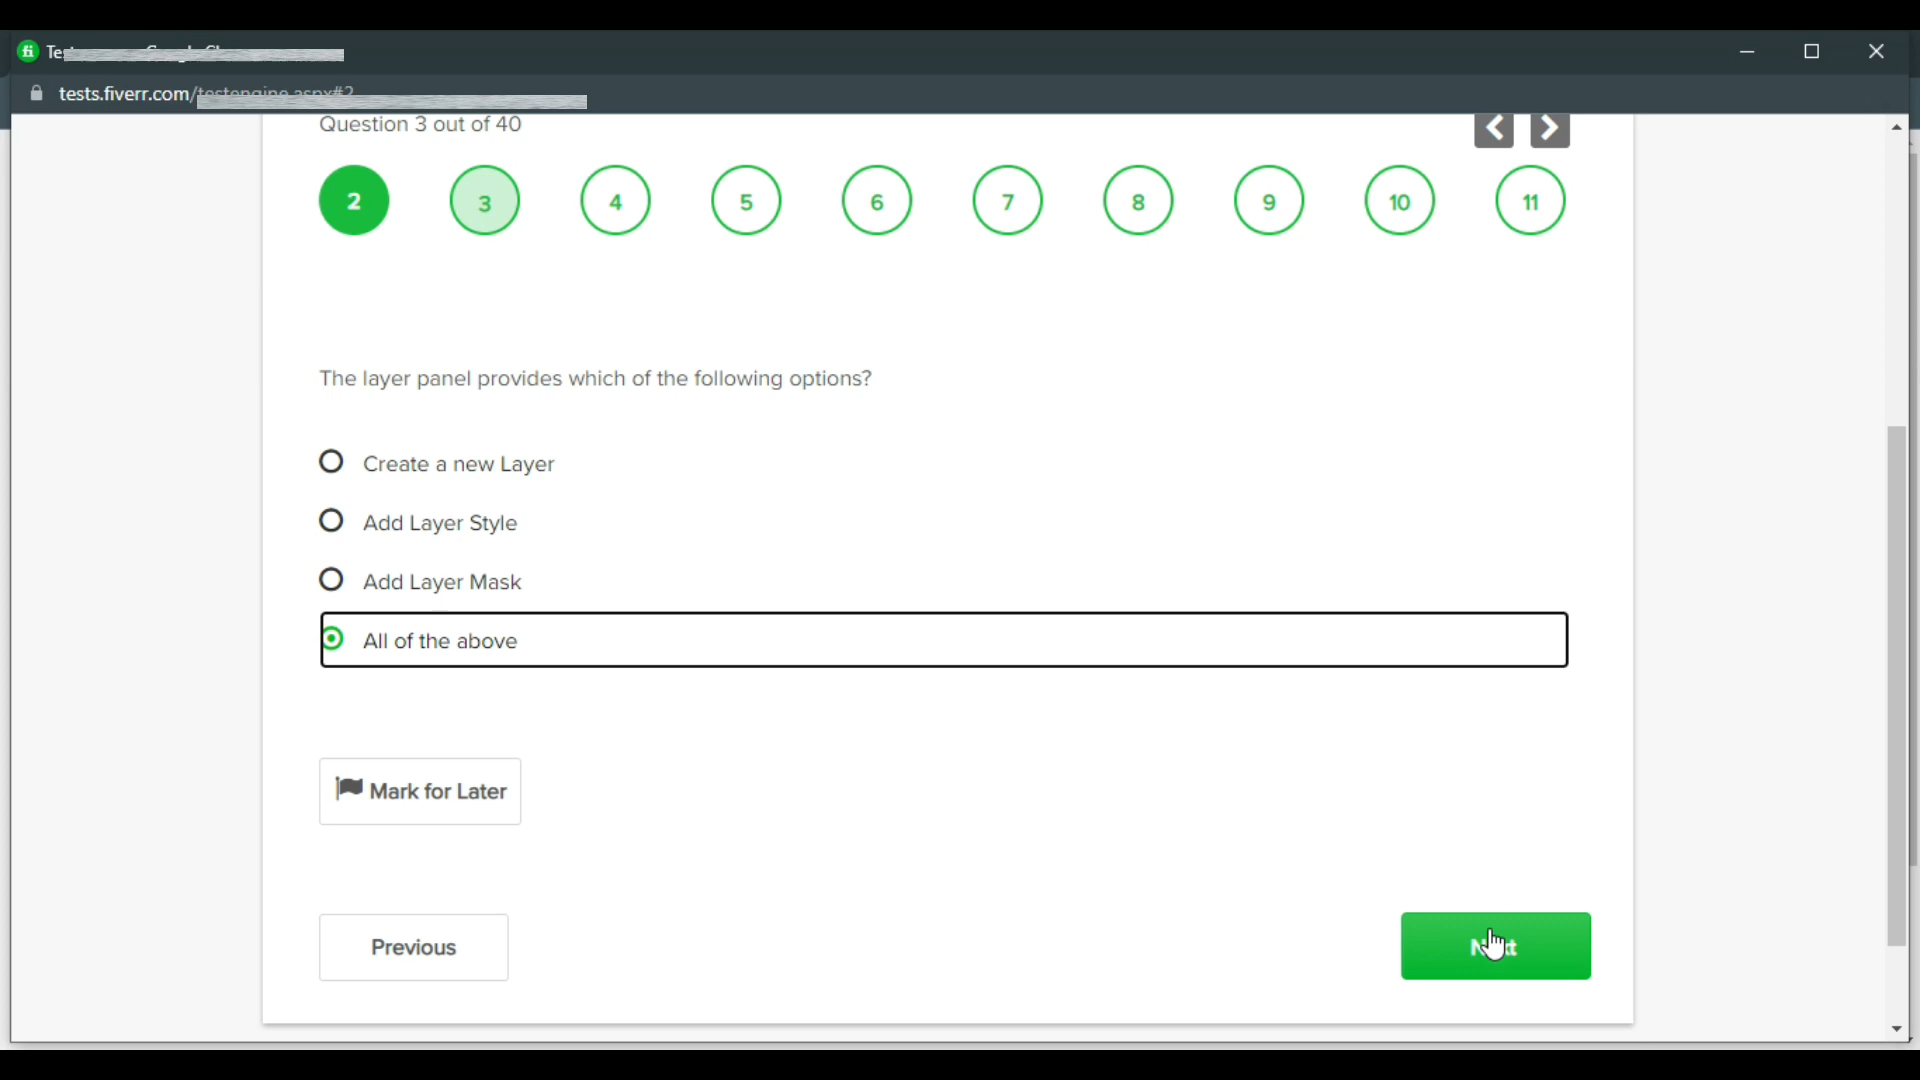 fi
tests.fiverr.com/
Question 3 out of 40
2 3 4 5 6 7 8 9 10 11
The layer panel provides which of the following options?
Create a new Layer
Add Layer Style
Add Layer Mask
All of the above
Mark for Later
Previous